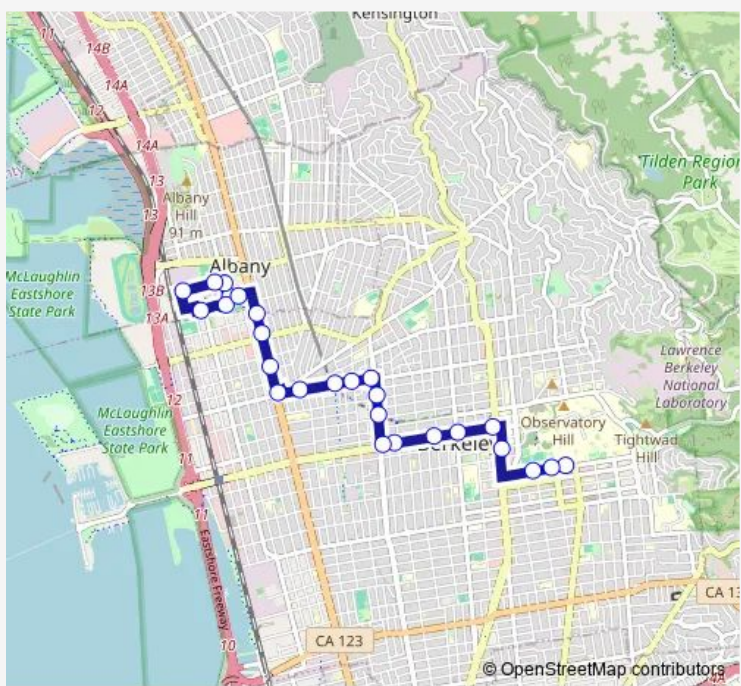 Kensington
11
14B
14A
12
14A
13
13
Albany
Hill
91 m
Tilden Region
Park
Albany
McLaughlin
Eastshore
State Park
13B
13A
12
McLaughlin
Eastshore
State Park
11
11
Eastshore Freeway
10
Lawrence
Berkeley
National
Laboratory
Observatory
Hill
Tightwad
Hill
Berkeley
CA 13
CA 123
© OpenStreetMap contributors